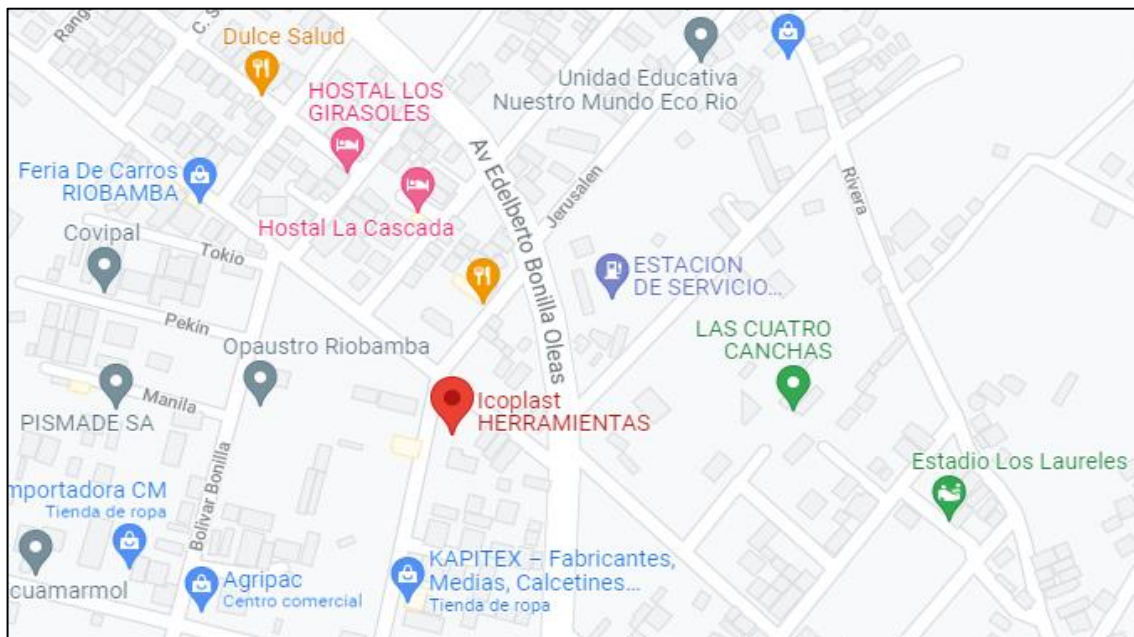 Rang
C. S
Dulce Salud
Unidad Educativa
Nuestro Mundo Eco Rio
HOSTAL LOS
GIRASOLES
Av Edelberto Bonilla Oleas
Jerusalen
Rivera
Feria De Carros
RIOBAMBA
Hostal La Cascada
Covipal
Tokio
ESTACION
DE SERVICIO...
Pekin
Opaustro Riobamba
LAS CUATRO
CANCHAS
Manila
PISMADE SA
Icoplast
HERRAMIENTAS
Bolívar Bonilla
Estadio Los Laureles
mportadora CM
Tienda de ropa
cuamarmol
Agripac
Centro comercial
KAPITEX – Fabricantes,
Medias, Calcetines...
Tienda de ropa